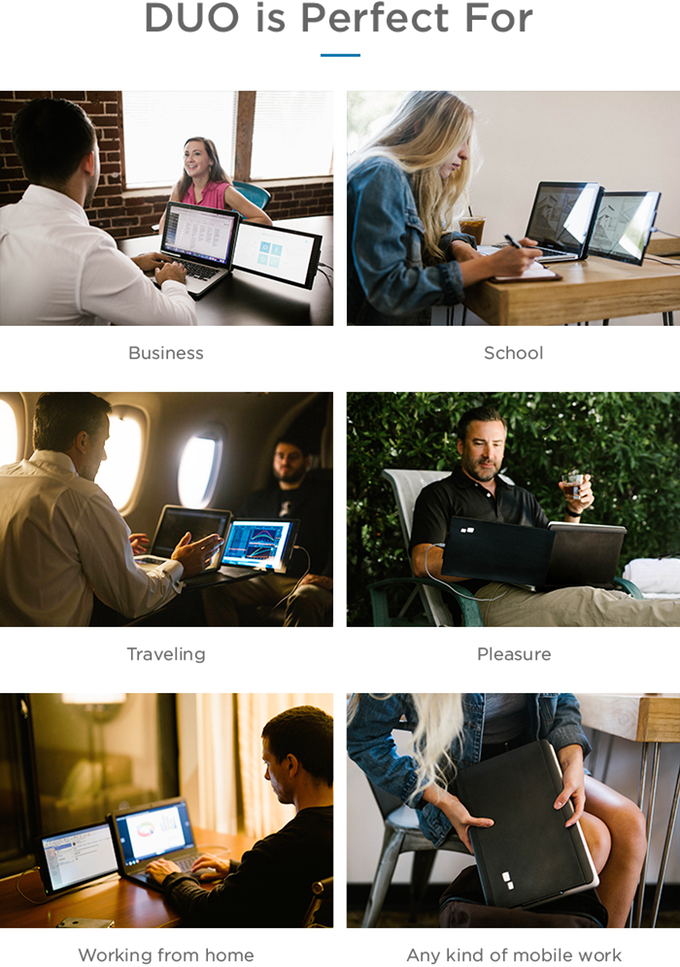 DUO is Perfect For
Business
School
Traveling
Pleasure
Working from home
Any kind of mobile work